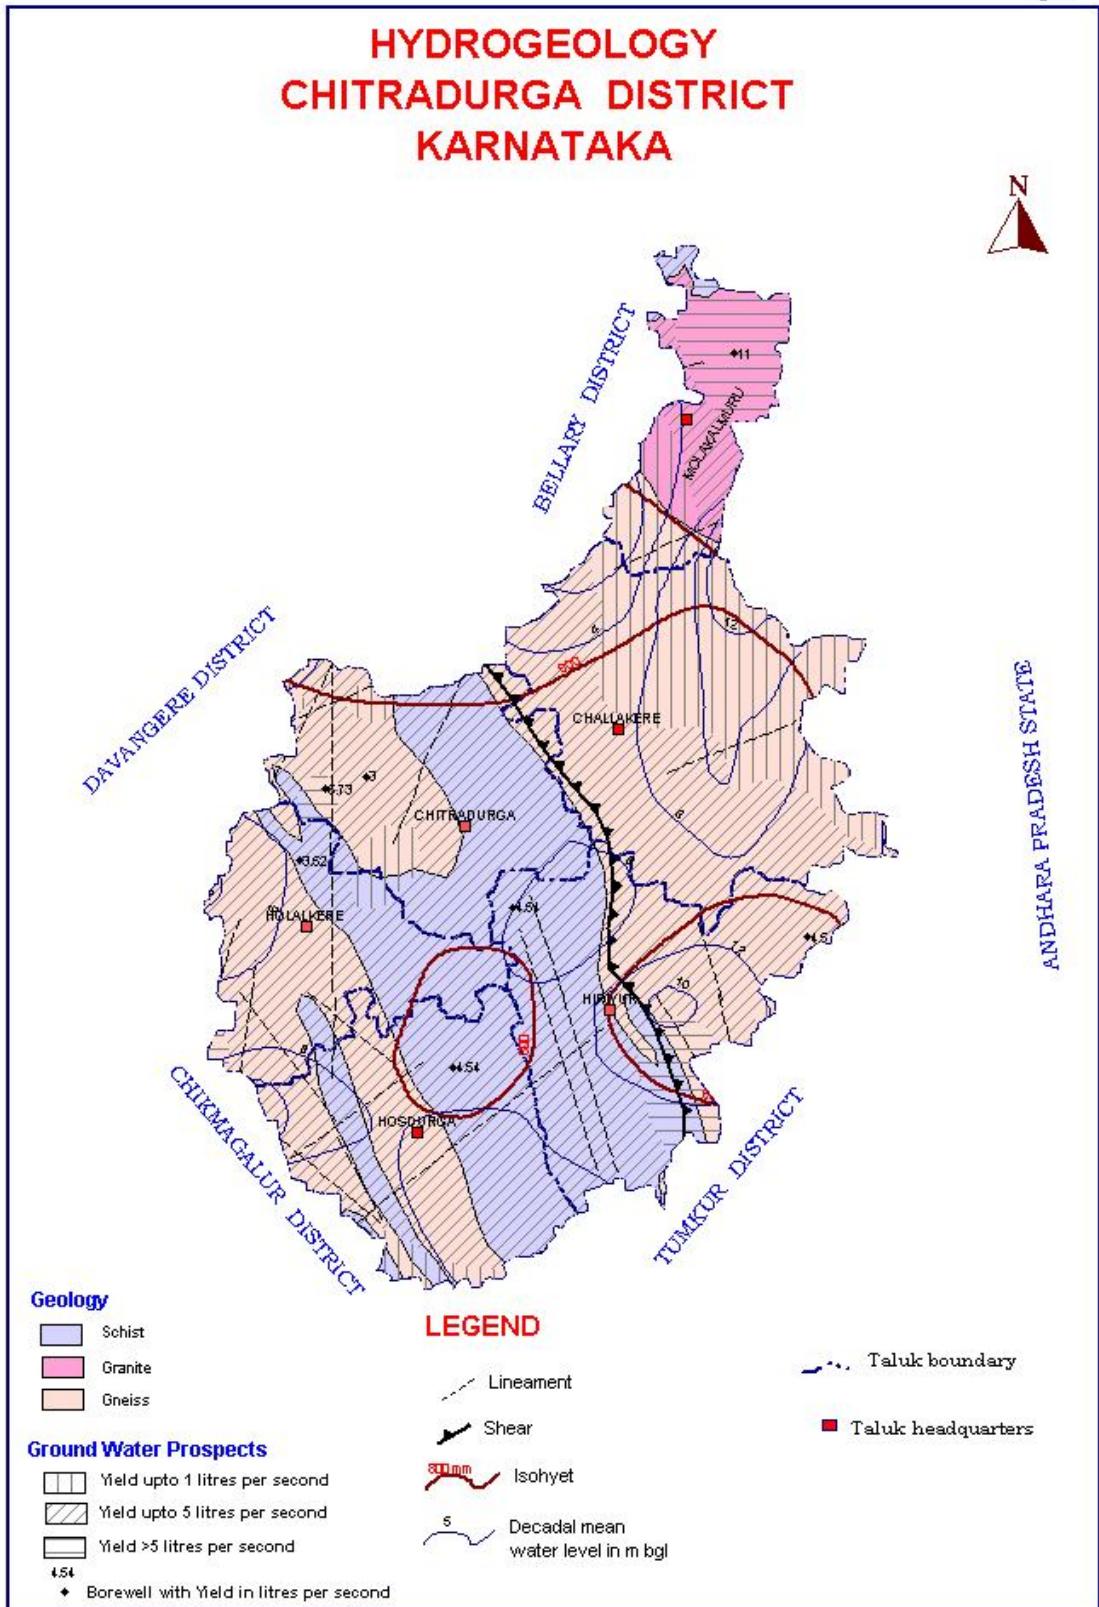 HYDROGEOLOGY
CHITRADURGA DISTRICT
KARNATAKA
N
BELLARY DISTRICT
11
MOLAKALMURU
DAVANGERE DISTRICT
12
6
CHALLAKERE
ANDHARA PRADESH STATE
3
CHITRADURGA
3.62
4.51
HOLALKERE
4.5
10
HIRIYUR
4.54
HOSDURGA
CHIKMAGALUR DISTRICT
TUMKUR DISTRICT
Geology
Schist
Granite
Gneiss
Ground Water Prospects
Yield upto 1 litres per second
Yield upto 5 litres per second
Yield >5 litres per second
4.54
Borewell with Yield in litres per second
LEGEND
Lineament
Shear
800 mm
Isohyet
5
Decadal mean
water level in m bgl
Taluk boundary
Taluk headquarters